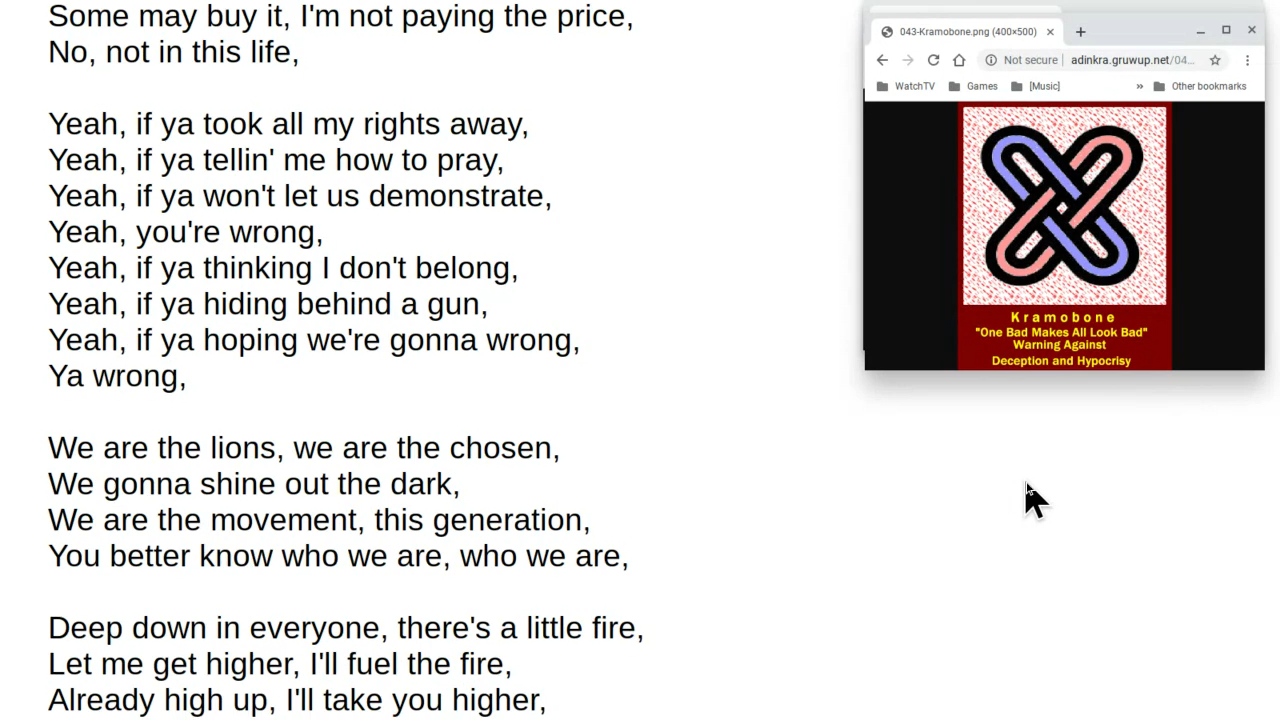 Some may buy it, I'm not paying the price,
No, not in this life,
Yeah, if ya took all my rights away,
Yeah, if ya tellin' me how to pray,
Yeah, if ya won't let us demonstrate,
Yeah, you're wrong,
Yeah, if ya thinking I don't belong,
Yeah, if ya hiding behind a gun,
Yeah, if ya hoping we're gonna wrong,
Ya wrong,
We are the lions, we are the chosen,
We gonna shine out the dark,
We are the movement, this generation,
You better know who we are, who we are,
Deep down in everyone, there's a little fire,
Let me get higher, I'll fuel the fire,
Already high up, I'll take you higher,
043-Kramobone.png (400×500)
Not secure | adinkra.gruwup.net/04...
WatchTV Games [Music] » Other bookmarks
Kramobone
"One Bad Makes All Look Bad"
Warning Against
Deception and Hypocrisy